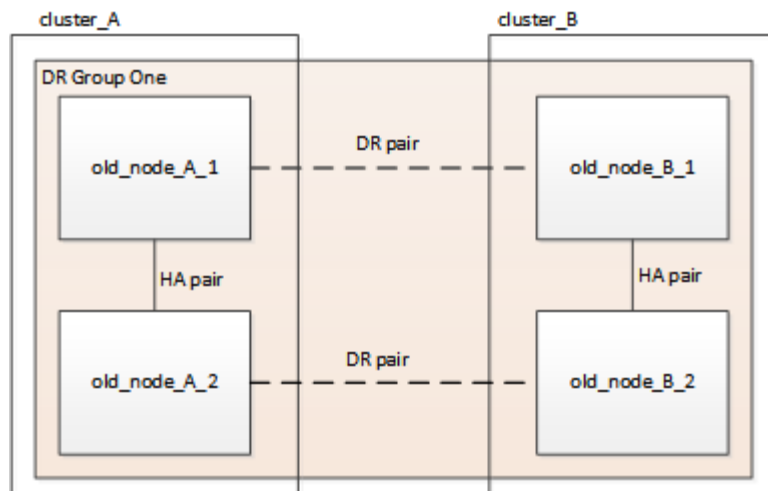 cluster_A
cluster_B
DR Group One
old_node_A_1
DR pair
old_node_B_1
HA pair
HA pair
old_node_A_2
DR pair
old_node_B_2